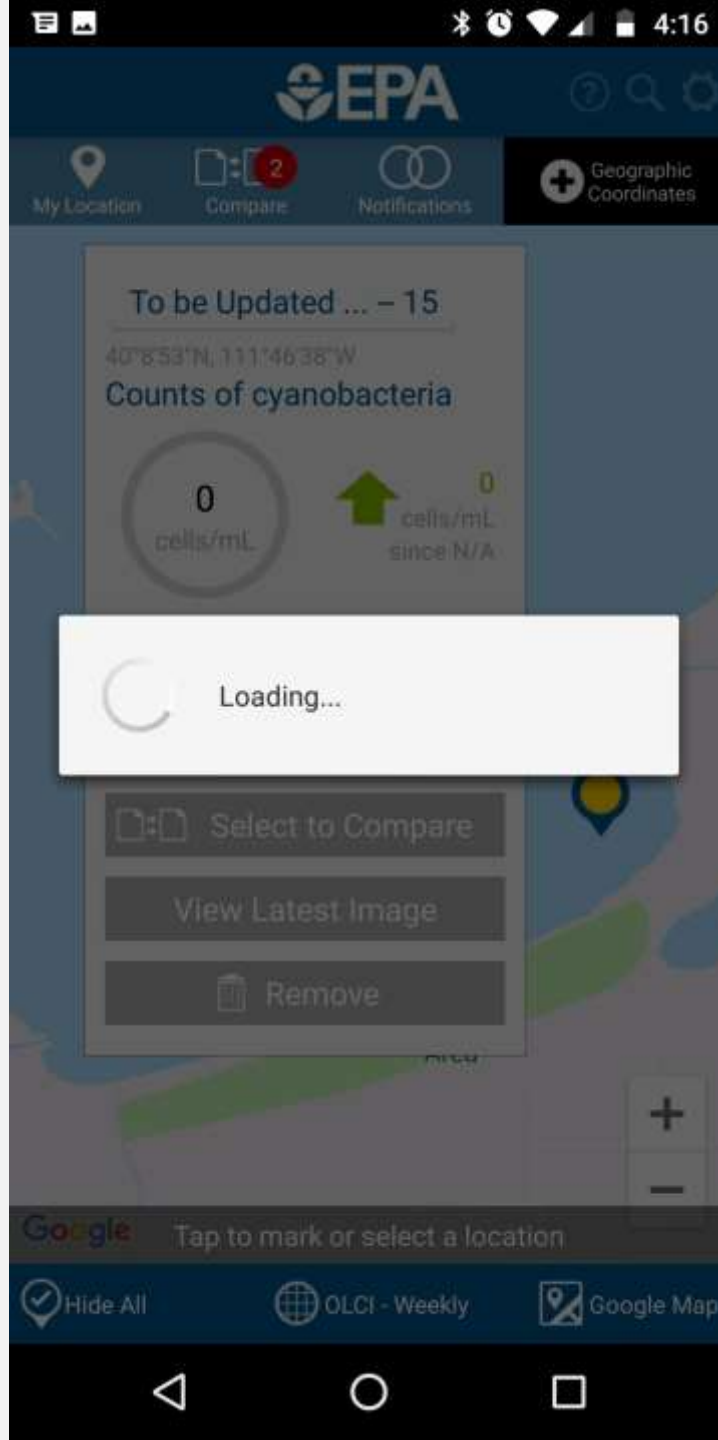 4:16
EPA
My Location
2
Compare
Notifications
Geographic
Coordinates
To be Updated ... – 15
40°8'53"N, 111°46'38"W
Counts of cyanobacteria
0
cells/mL
0
cells/mL
since N/A
Loading...
Select to Compare
View Latest Image
Remove
Area
+
−
Google
Tap to mark or select a location
Hide All
OLCI - Weekly
Google Map